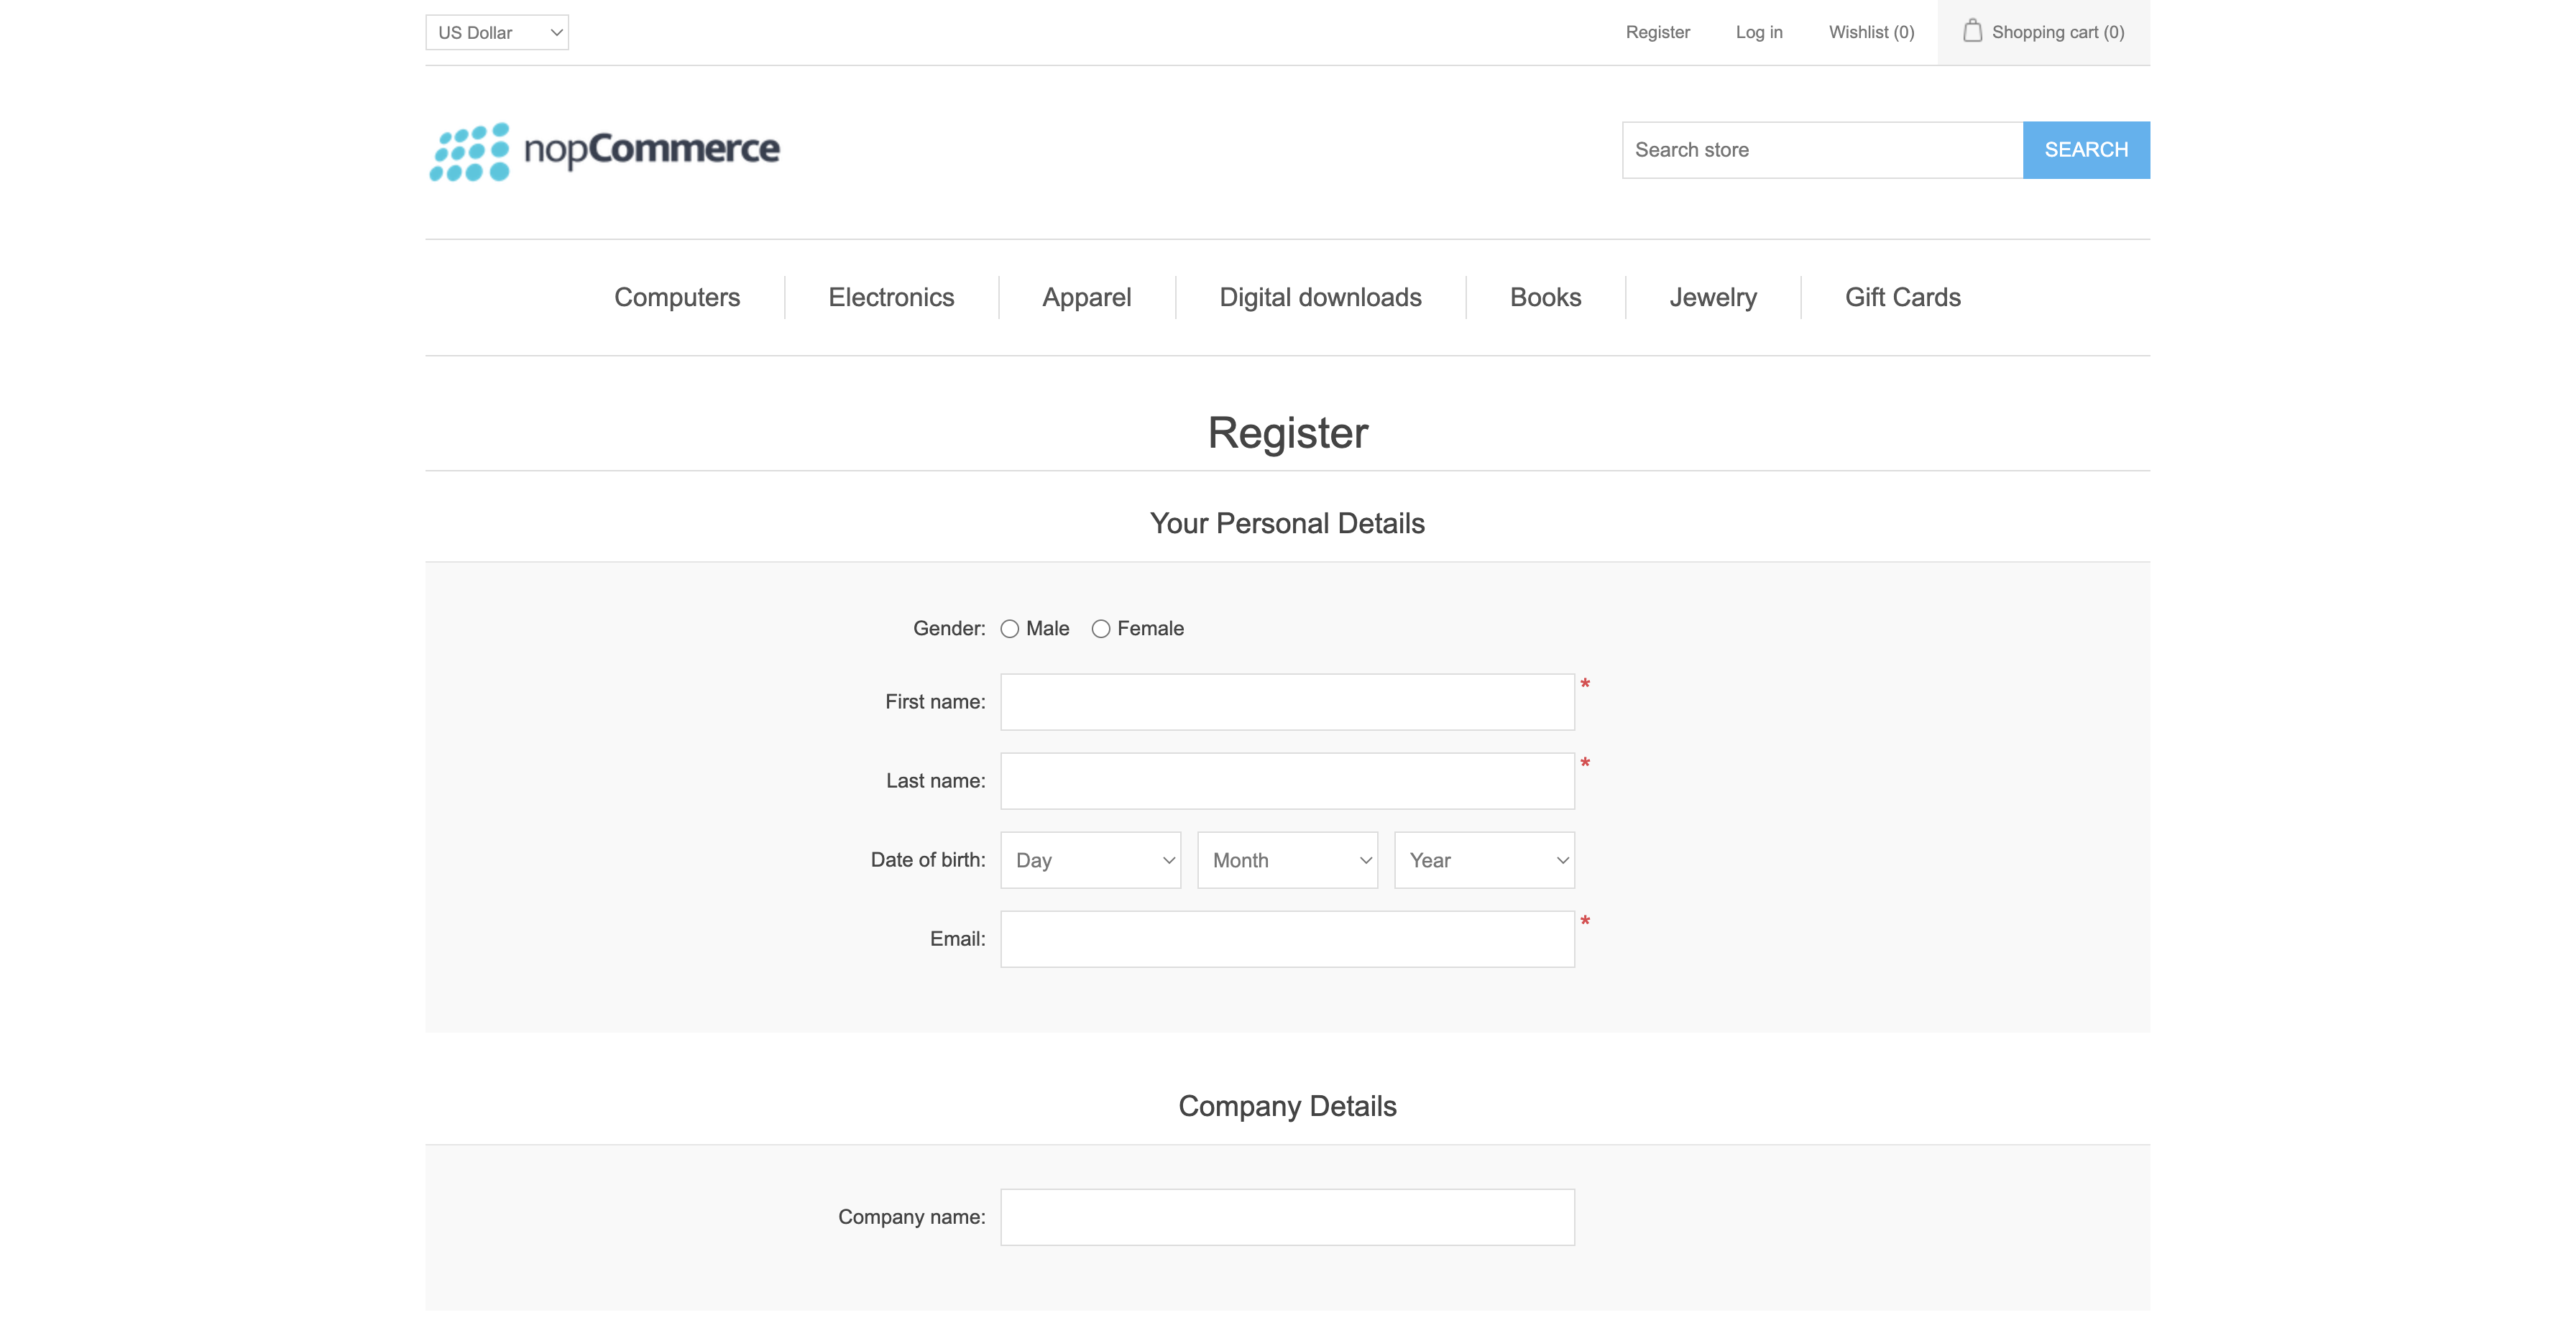 US Dollar
Register
Log in
Wishlist (0)
Shopping cart (0)
nopCommerce
Search store
SEARCH
Computers
Electronics
Apparel
Digital downloads
Books
Jewelry
Gift Cards
Register
Your Personal Details
Gender: Male Female
First name: *
Last name: *
Date of birth: Day Month Year
Email: *
Company Details
Company name: